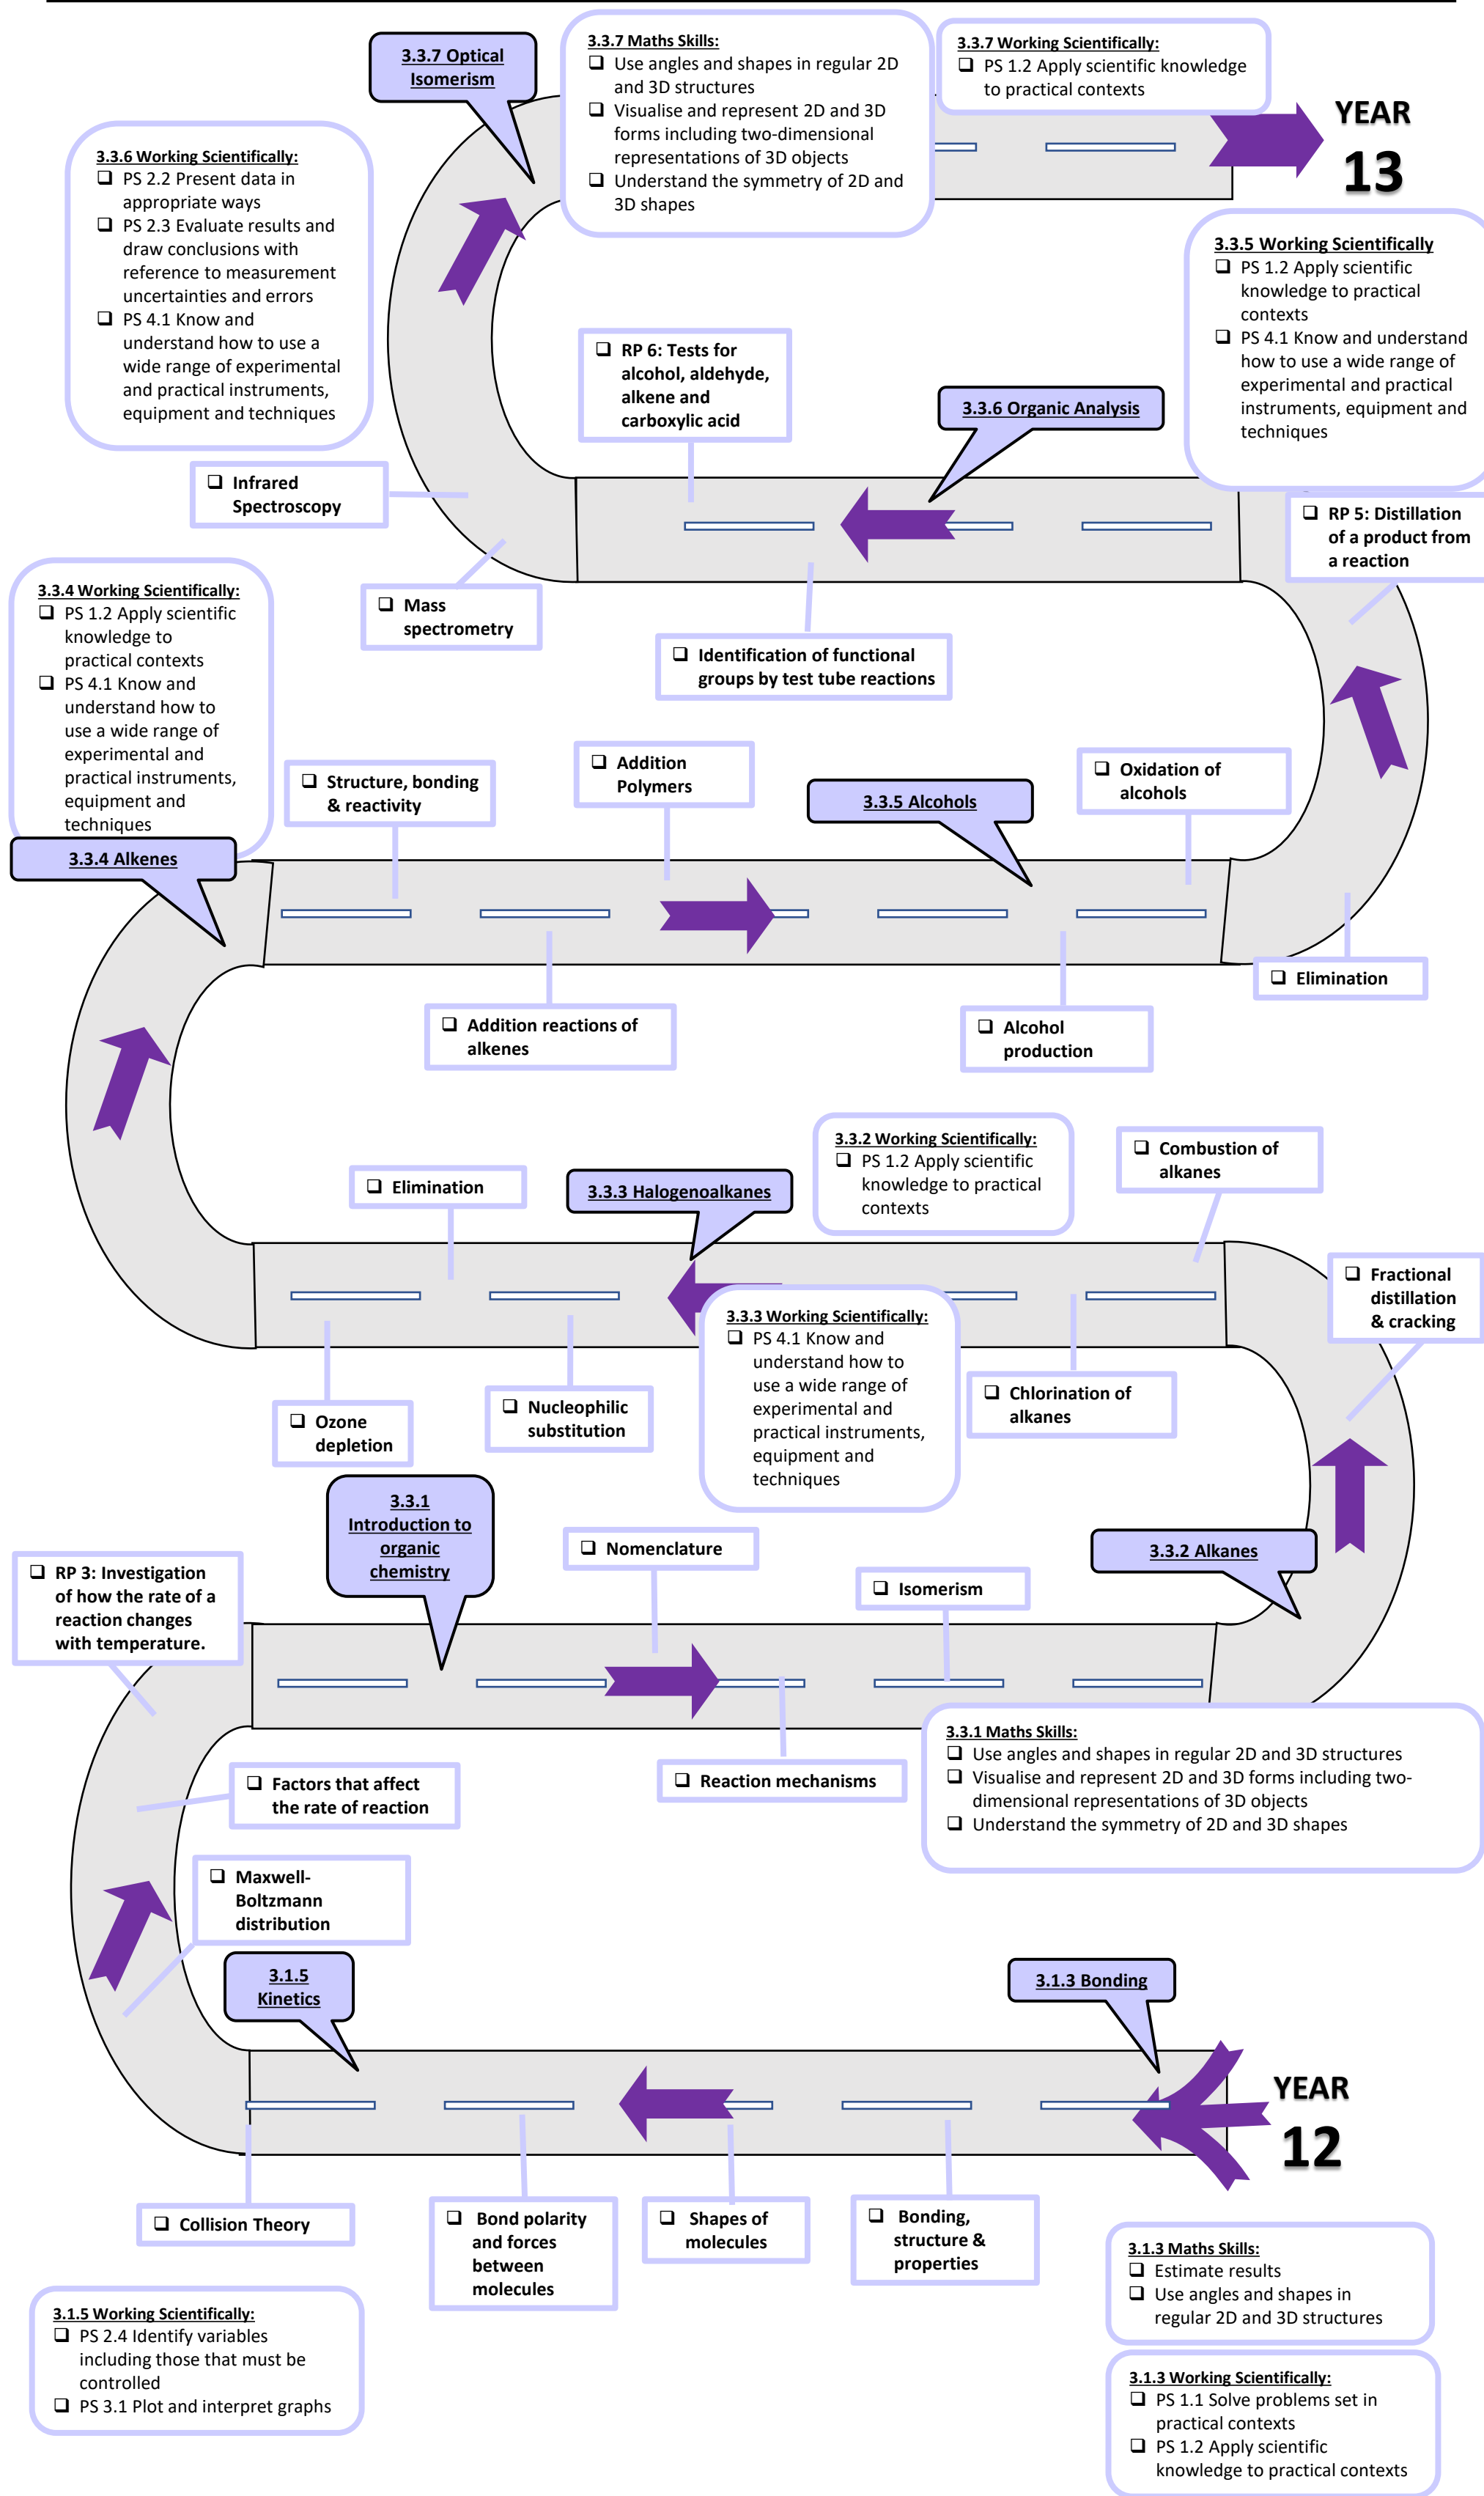 3.3.7 Optical
Isomerism
3.3.7 Maths Skills:
❑ Use angles and shapes in regular 2D
and 3D structures
❑ Visualise and represent 2D and 3D
forms including two-dimensional
representations of 3D objects
❑ Understand the symmetry of 2D and
3D shapes
3.3.7 Working Scientifically:
❑ PS 1.2 Apply scientific knowledge
to practical contexts
YEAR
13
3.3.6 Working Scientifically:
❑ PS 2.2 Present data in
appropriate ways
❑ PS 2.3 Evaluate results and
draw conclusions with
reference to measurement
uncertainties and errors
❑ PS 4.1 Know and
understand how to use a
wide range of experimental
and practical instruments,
equipment and techniques
3.3.5 Working Scientifically
❑ PS 1.2 Apply scientific
knowledge to practical
contexts
❑ PS 4.1 Know and understand
how to use a wide range of
experimental and practical
instruments, equipment and
techniques
❑ RP 6: Tests for
alcohol, aldehyde,
alkene and
carboxylic acid
3.3.6 Organic Analysis
❑ Infrared
Spectroscopy
❑ RP 5: Distillation
of a product from
a reaction
❑ Mass
spectrometry
❑ Identification of functional
groups by test tube reactions
3.3.4 Working Scientifically:
❑ PS 1.2 Apply scientific
knowledge to
practical contexts
❑ PS 4.1 Know and
understand how to
use a wide range of
experimental and
practical instruments,
equipment and
techniques
❑ Structure, bonding
& reactivity
❑ Addition
Polymers
3.3.5 Alcohols
❑ Oxidation of
alcohols
3.3.4 Alkenes
❑ Elimination
❑ Addition reactions of
alkenes
❑ Alcohol
production
3.3.2 Working Scientifically:
❑ PS 1.2 Apply scientific
knowledge to practical
contexts
❑ Combustion of
alkanes
❑ Elimination
3.3.3 Halogenoalkanes
❑ Fractional
distillation
& cracking
3.3.3 Working Scientifically:
❑ PS 4.1 Know and
understand how to
use a wide range of
experimental and
practical instruments,
equipment and
techniques
❑ Chlorination of
alkanes
❑ Ozone
depletion
❑ Nucleophilic
substitution
3.3.1
Introduction to
organic
chemistry
❑ Nomenclature
3.3.2 Alkanes
❑ RP 3: Investigation
of how the rate of a
reaction changes
with temperature.
❑ Isomerism
3.3.1 Maths Skills:
❑ Use angles and shapes in regular 2D and 3D structures
❑ Visualise and represent 2D and 3D forms including two-
dimensional representations of 3D objects
❑ Understand the symmetry of 2D and 3D shapes
❑ Factors that affect
the rate of reaction
❑ Reaction mechanisms
❑ Maxwell-
Boltzmann
distribution
3.1.5
Kinetics
3.1.3 Bonding
YEAR
12
❑ Collision Theory
❑ Bond polarity
and forces
between
molecules
❑ Shapes of
molecules
❑ Bonding,
structure &
properties
3.1.3 Maths Skills:
❑ Estimate results
❑ Use angles and shapes in
regular 2D and 3D structures
3.1.5 Working Scientifically:
❑ PS 2.4 Identify variables
including those that must be
controlled
❑ PS 3.1 Plot and interpret graphs
3.1.3 Working Scientifically:
❑ PS 1.1 Solve problems set in
practical contexts
❑ PS 1.2 Apply scientific
knowledge to practical contexts